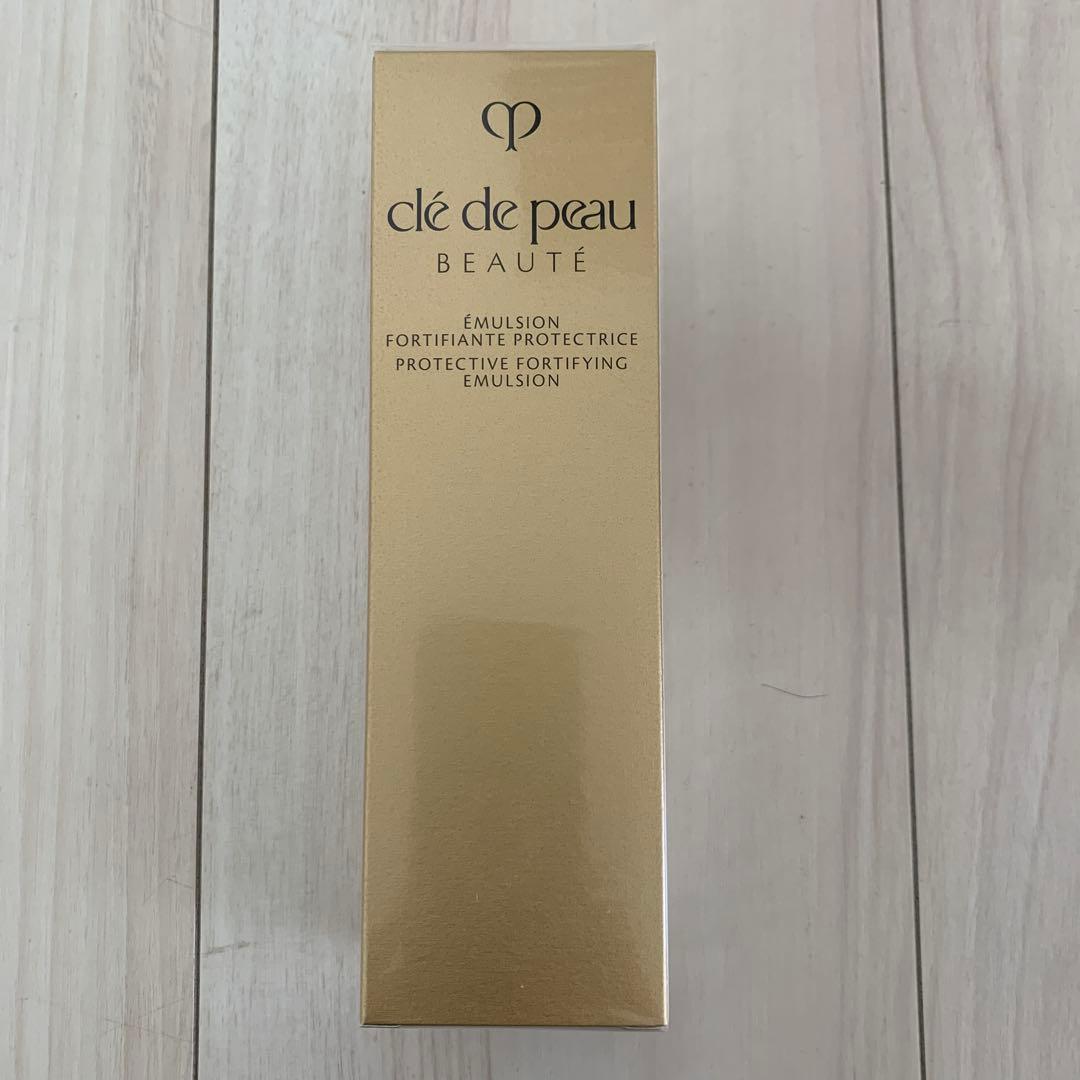 clé de peau
BEAUTÉ
ÉMULSION
FORTIFIANTE PROTECTRICE
PROTECTIVE FORTIFYING
EMULSION